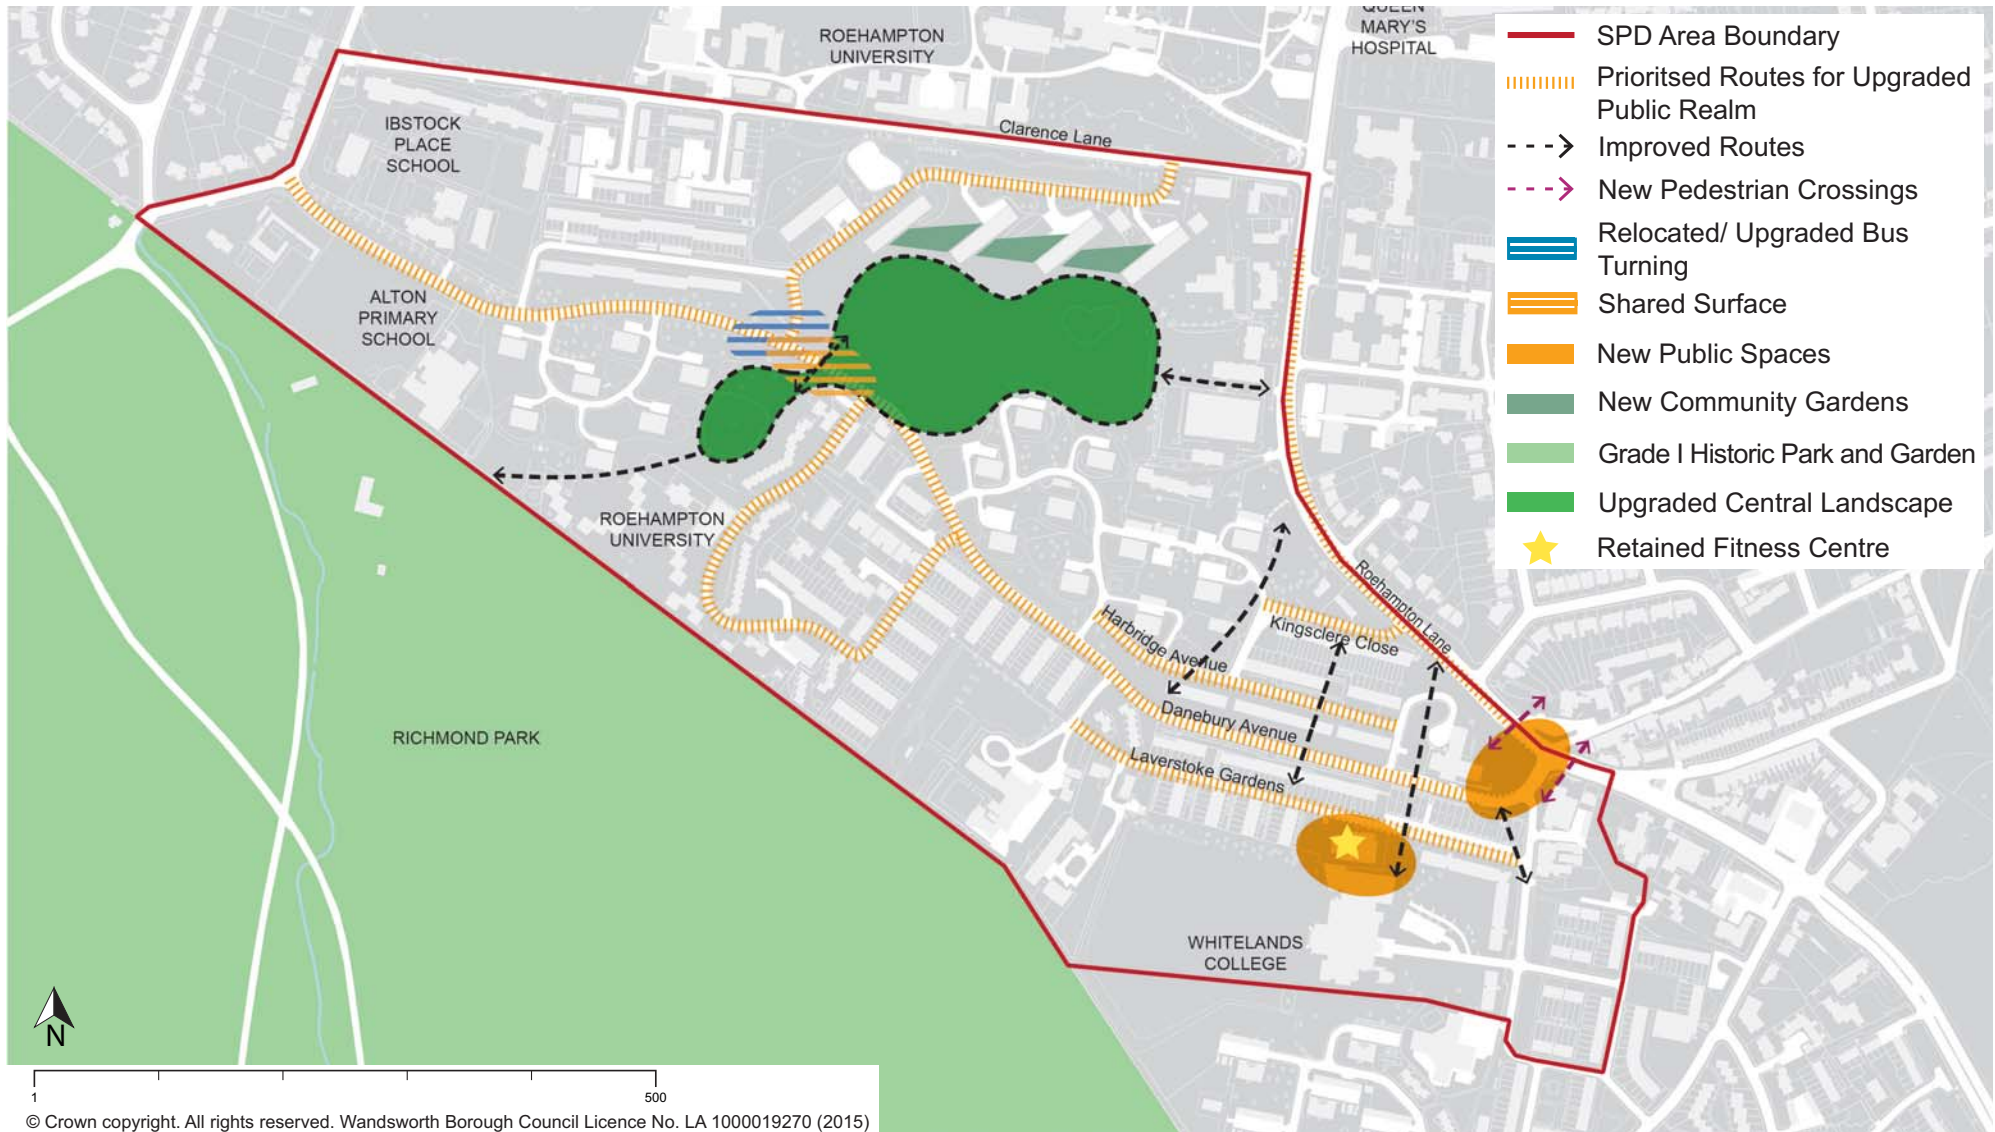 ROEHAMPTON
UNIVERSITY
QUEEN
MARY'S
HOSPITAL
IBSTOCK
PLACE
SCHOOL
Clarence Lane
ALTON
PRIMARY
SCHOOL
ROEHAMPTON
UNIVERSITY
Roehampton Lane
Kingsclere Close
Harbridge Avenue
Danebury Avenue
Laverstoke Gardens
RICHMOND PARK
WHITELANDS
COLLEGE
SPD Area Boundary
Prioritsed Routes for Upgraded
Public Realm
Improved Routes
New Pedestrian Crossings
Relocated/ Upgraded Bus
Turning
Shared Surface
New Public Spaces
New Community Gardens
Grade I Historic Park and Garden
Upgraded Central Landscape
Retained Fitness Centre
N
1
500
© Crown copyright. All rights reserved. Wandsworth Borough Council Licence No. LA 1000019270 (2015)